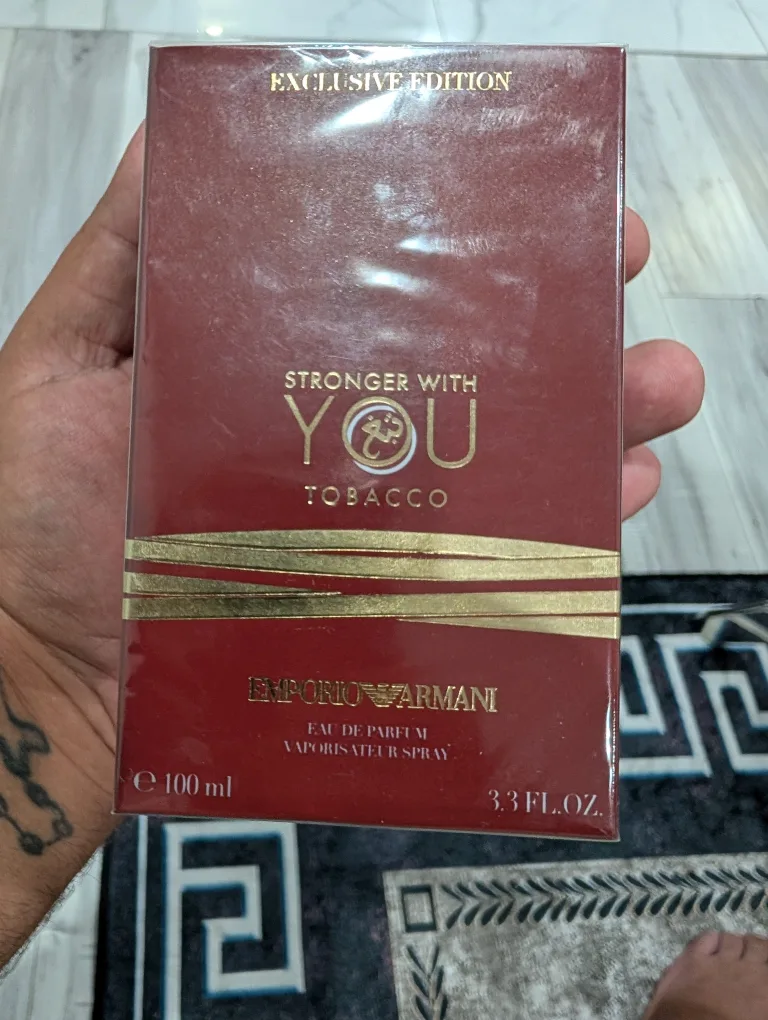 EXCLUSIVE EDITION
STRONGER WITH
YOU
تبغ
TOBACCO
EMPORIO ARMANI
EAU DE PARFUM
VAPORISATEUR SPRAY
℮ 100 ml
3.3 FL.OZ.